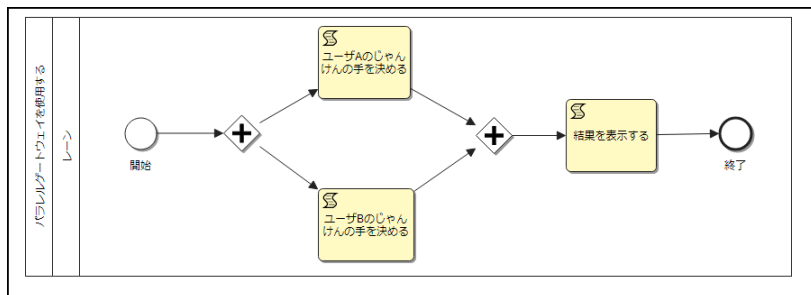 パラレルゲートウェイを使用する
レーン
開始
ユーザAのじゃん
けんの手を決める
ユーザBのじゃん
けんの手を決める
結果を表示する
終了